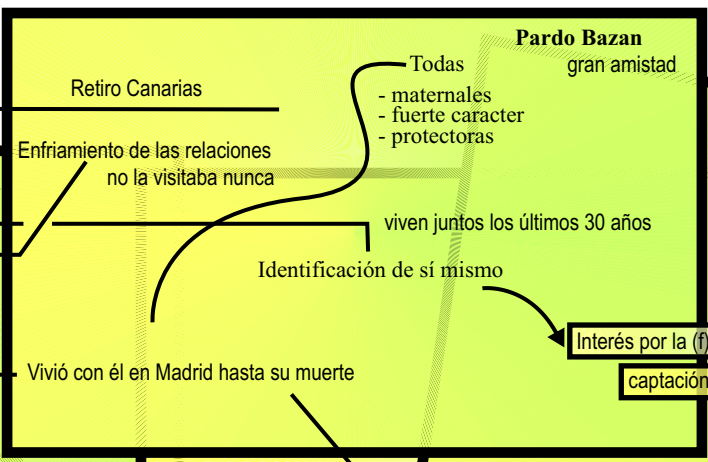 Pardo Bazan
gran amistad
Todas
- maternales
- fuerte caracter
- protectoras
Retiro Canarias
Enfriamiento de las relaciones
no la visitaba nunca
viven juntos los últimos 30 años
Identificación de sí mismo
Interés por la (f)
captación
Vivió con él en Madrid hasta su muerte